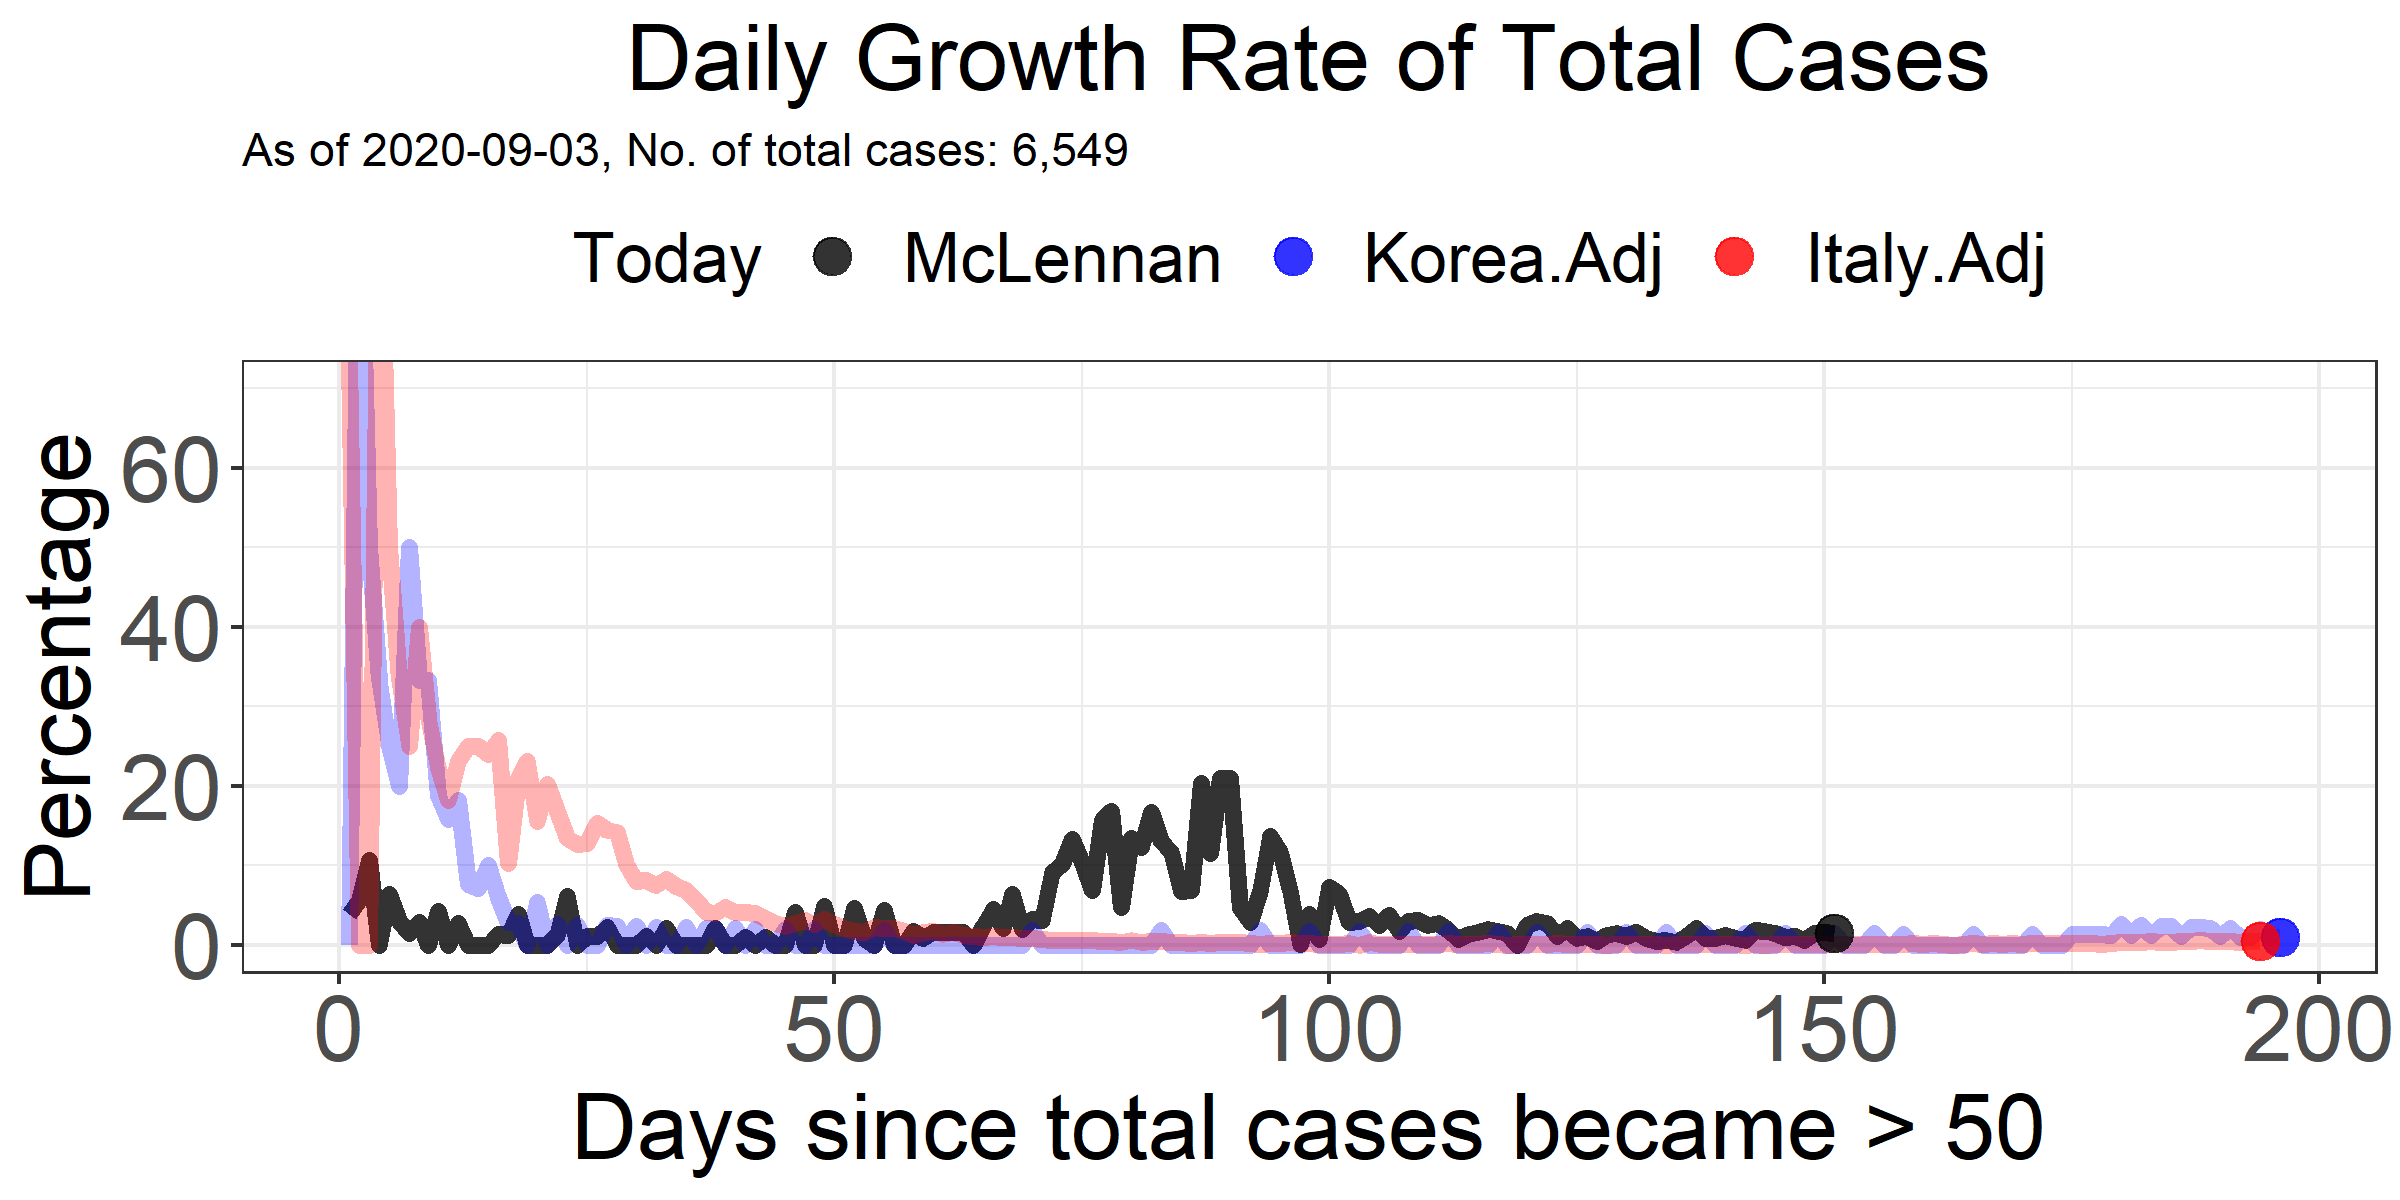 Daily Growth Rate of Total Cases
As of 2020-09-03, No. of total cases: 6,549
Today McLennan Korea.Adj Italy.Adj
Percentage
60
40
20
0
0 50 100 150 200
Days since total cases became > 50